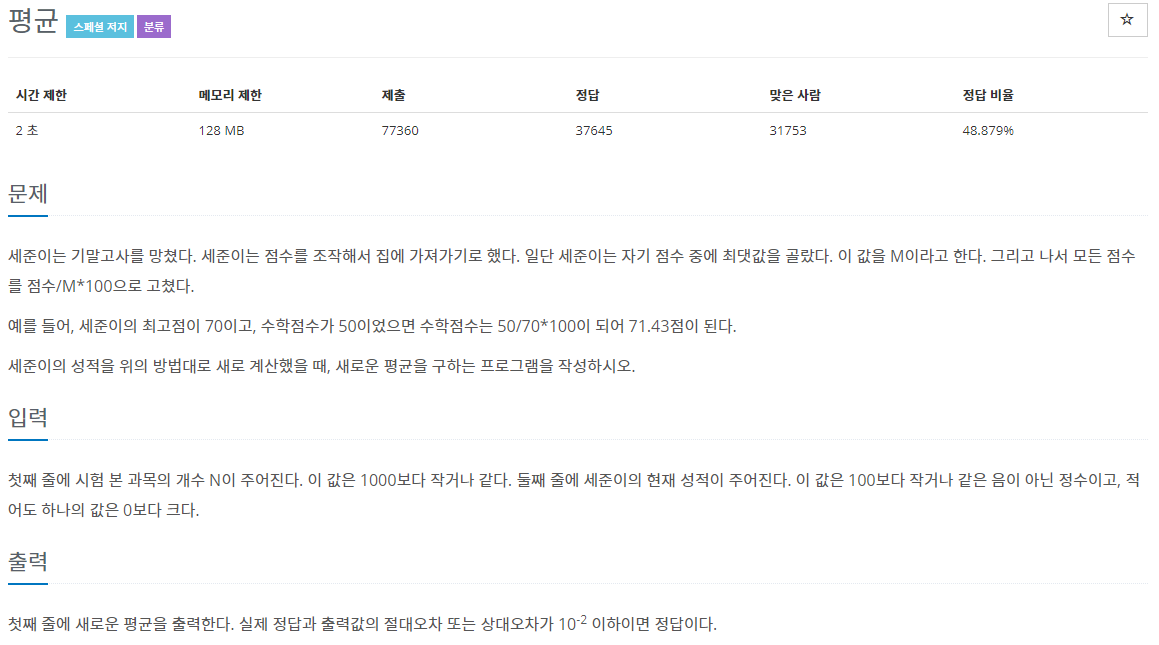 평균 스페셜 저지 분류
☆
시간 제한 메모리 제한 제출 정답 맞은 사람 정답 비율
2 초 128 MB 77360 37645 31753 48.879%
문제
세준이는 기말고사를 망쳤다. 세준이는 점수를 조작해서 집에 가져가기로 했다. 일단 세준이는 자기 점수 중에 최댓값을 골랐다. 이 값을 M이라고 한다. 그리고 나서 모든 점수
를 점수/M*100으로 고쳤다.
예를 들어, 세준이의 최고점이 70이고, 수학점수가 50이었으면 수학점수는 50/70*100이 되어 71.43점이 된다.
세준이의 성적을 위의 방법대로 새로 계산했을 때, 새로운 평균을 구하는 프로그램을 작성하시오.
입력
첫째 줄에 시험 본 과목의 개수 N이 주어진다. 이 값은 1000보다 작거나 같다. 둘째 줄에 세준이의 현재 성적이 주어진다. 이 값은 100보다 작거나 같은 음이 아닌 정수이고, 적
어도 하나의 값은 0보다 크다.
출력
첫째 줄에 새로운 평균을 출력한다. 실제 정답과 출력값의 절대오차 또는 상대오차가 10⁻² 이하이면 정답이다.